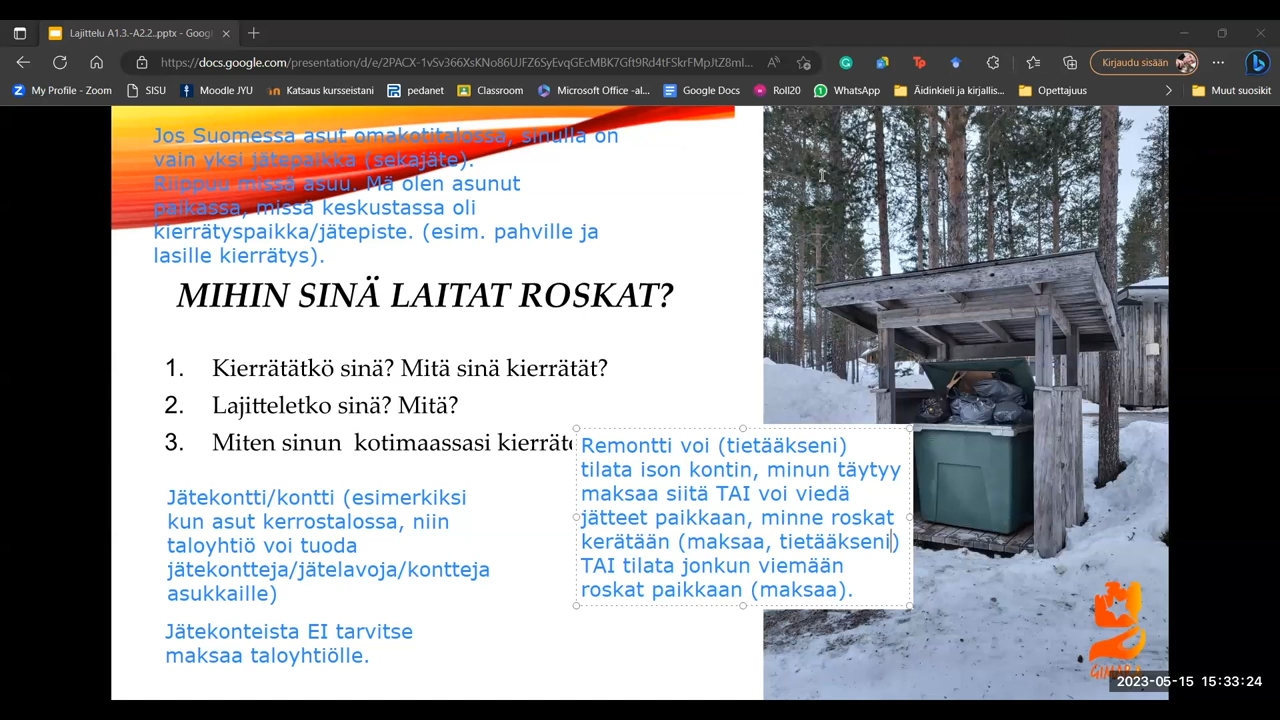 Lajittelu A1.3.-A2.2..pptx - Googl
https://docs.google.com/presentation/d/e/2PACX-1vSv366XsKNo86UJFZ6SyEvqGEcMBK7Gft9Rd4tFSkrFMpJtZ8ml...
Kirjaudu sisään
My Profile - Zoom
SISU
Moodle JYU
Katsaus kursseistani
pedanet
Classroom
Microsoft Office -al...
Google Docs
Roll20
WhatsApp
Äidinkieli ja kirjallis...
Opettajuus
Muut suosikit
Jos Suomessa asut omakotitalossa, sinulla on
vain yksi jätepaikka (sekajäte).
Riippuu missä asuu. Mä olen asunut
paikassa, missä keskustassa oli
kierrätyspaikka/jätepiste. (esim. pahville ja
lasille kierrätys).
MIHIN SINÄ LAITAT ROSKAT?
1. Kierrätätkö sinä? Mitä sinä kierrätät?
2. Lajitteletko sinä? Mitä?
3. Miten sinun kotimaassasi kierräte
Remontti voi (tietääkseni)
tilata ison kontin, minun täytyy
maksaa siitä TAI voi viedä
jätteet paikkaan, minne roskat
kerätään (maksaa, tietääkseni)
TAI tilata jonkun viemään
roskat paikkaan (maksaa).
Jätekontti/kontti (esimerkiksi
kun asut kerrostalossa, niin
taloyhtiö voi tuoda
jätekontteja/jätelavoja/kontteja
asukkaille)
Jätekonteista EI tarvitse
maksaa taloyhtiölle.
2023-05-15 15:33:24